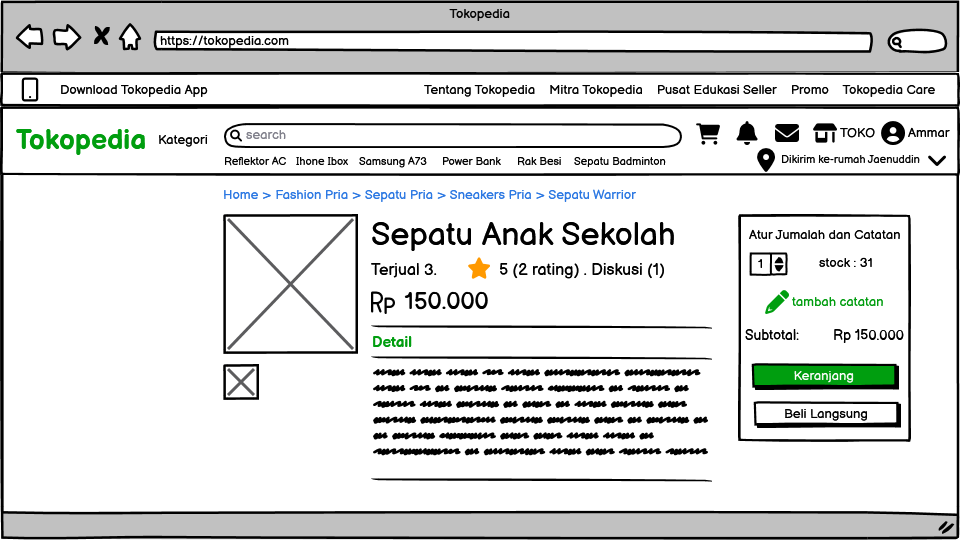 Tokopedia
https://tokopedia.com
Download Tokopedia App Tentang Tokopedia Mitra Tokopedia Pusat Edukasi Seller Promo Tokopedia Care
Tokopedia Kategori search TOKO Ammar
Reflektor AC Ihone Ibox Samsung A73 Power Bank Rak Besi Sepatu Badminton Dikirim ke-rumah Jaenuddin
Home > Fashion Pria > Sepatu Pria > Sneakers Pria > Sepatu Warrior
Sepatu Anak Sekolah
Terjual 3. 5 (2 rating) . Diskusi (1)
Rp 150.000
Detail
Atur Jumalah dan Catatan
1 stock : 31
tambah catatan
Subtotal: Rp 150.000
Keranjang
Beli Langsung